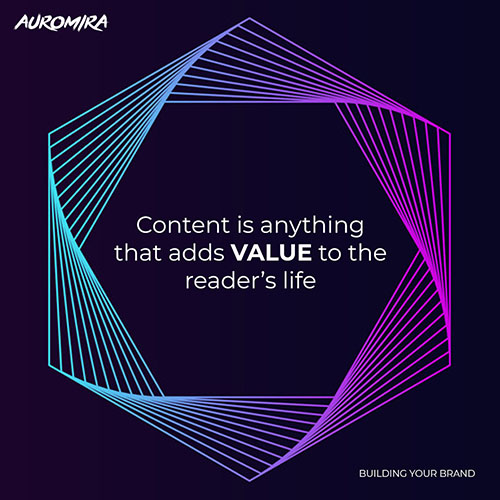 AUROMIRA
Content is anything
that adds VALUE to the
reader’s life
BUILDING YOUR BRAND